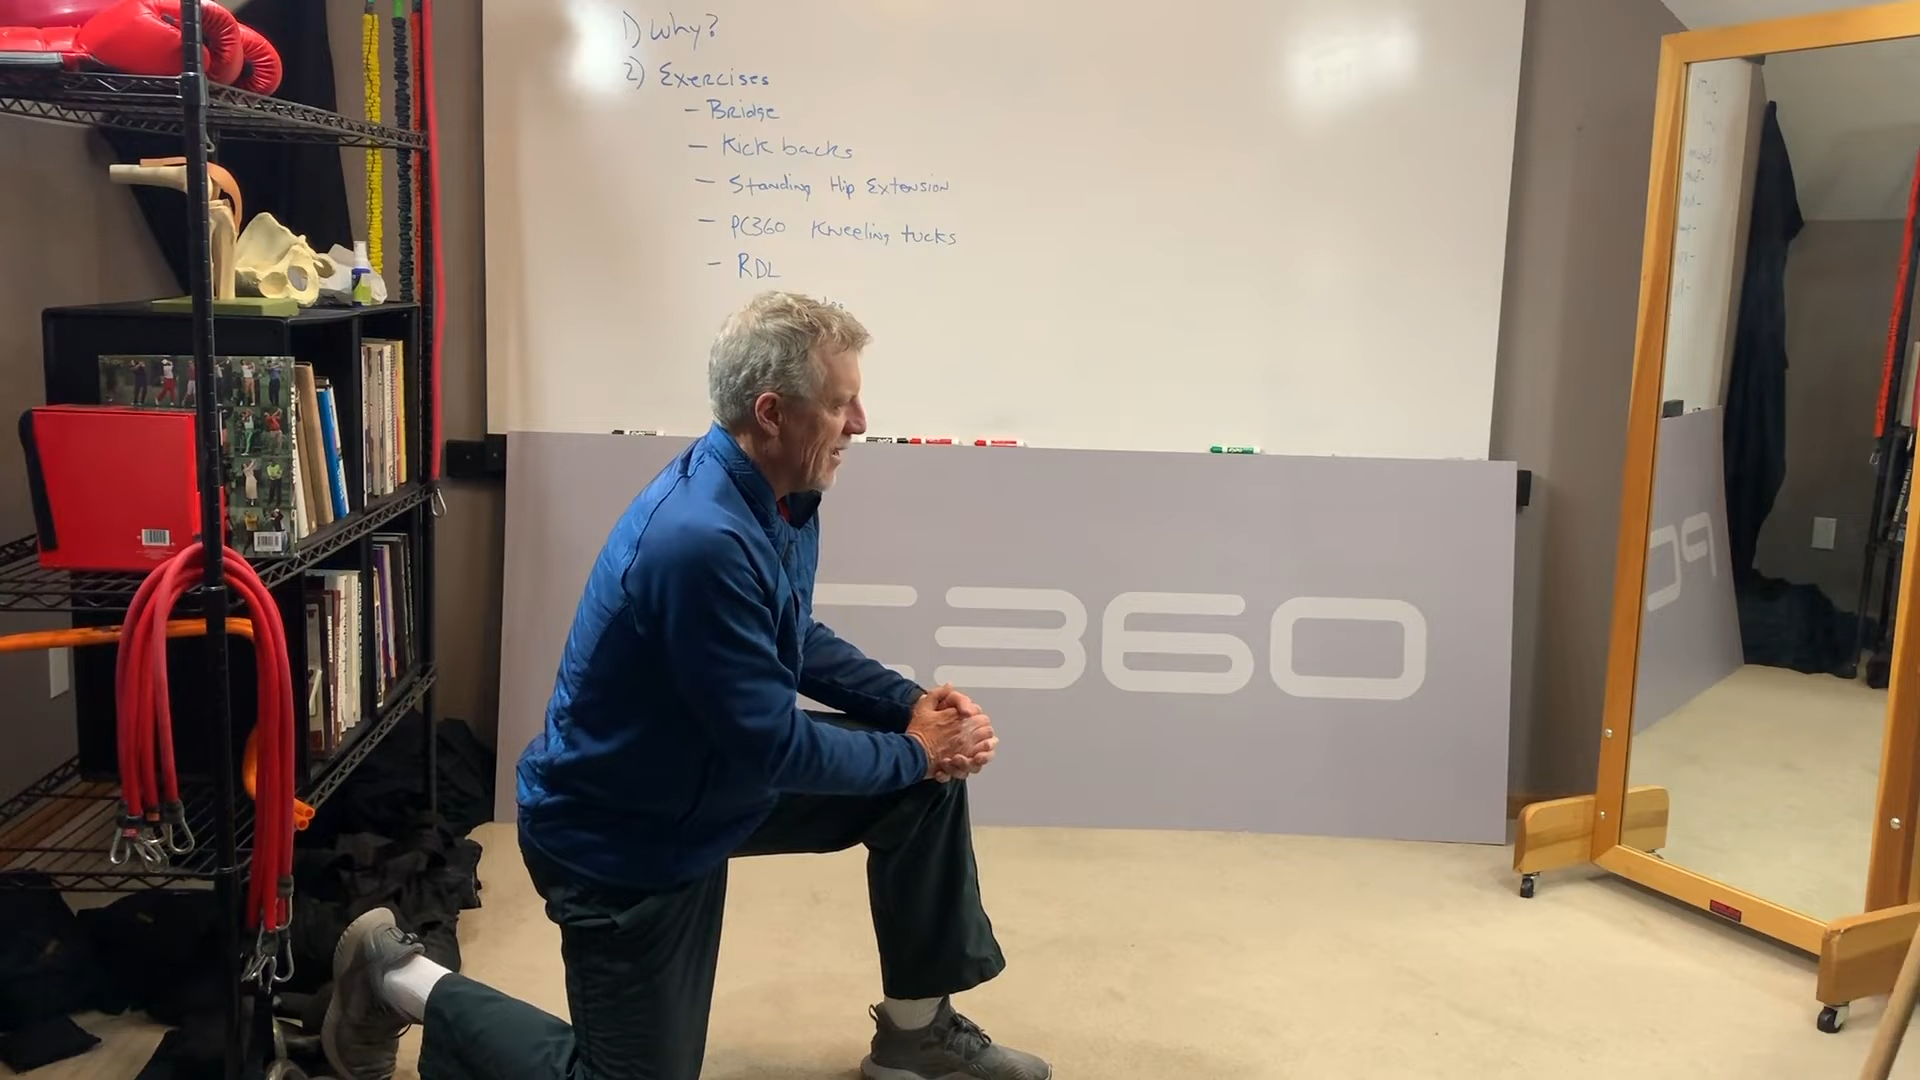 1) Why?
2) Exercises
- Bridge
- Kick backs
- Standing Hip Extension
- PC360 Kneeling tucks
- RDL
C360